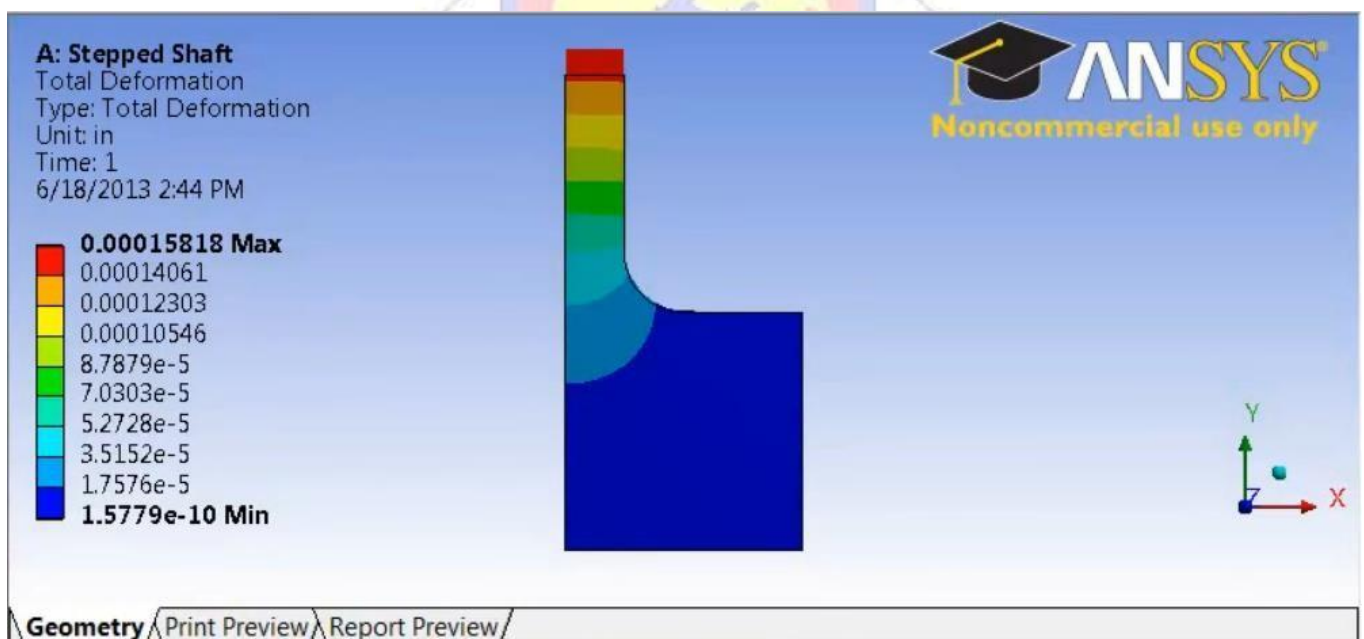 A: Stepped Shaft
Total Deformation
Type: Total Deformation
Unit: in
Time: 1
6/18/2013 2:44 PM
0.00015818 Max
0.00014061
0.00012303
0.00010546
8.7879e-5
7.0303e-5
5.2728e-5
3.5152e-5
1.7576e-5
1.5779e-10 Min
ANSYS
Noncommercial use only
Y
Z
X
Geometry Print Preview Report Preview